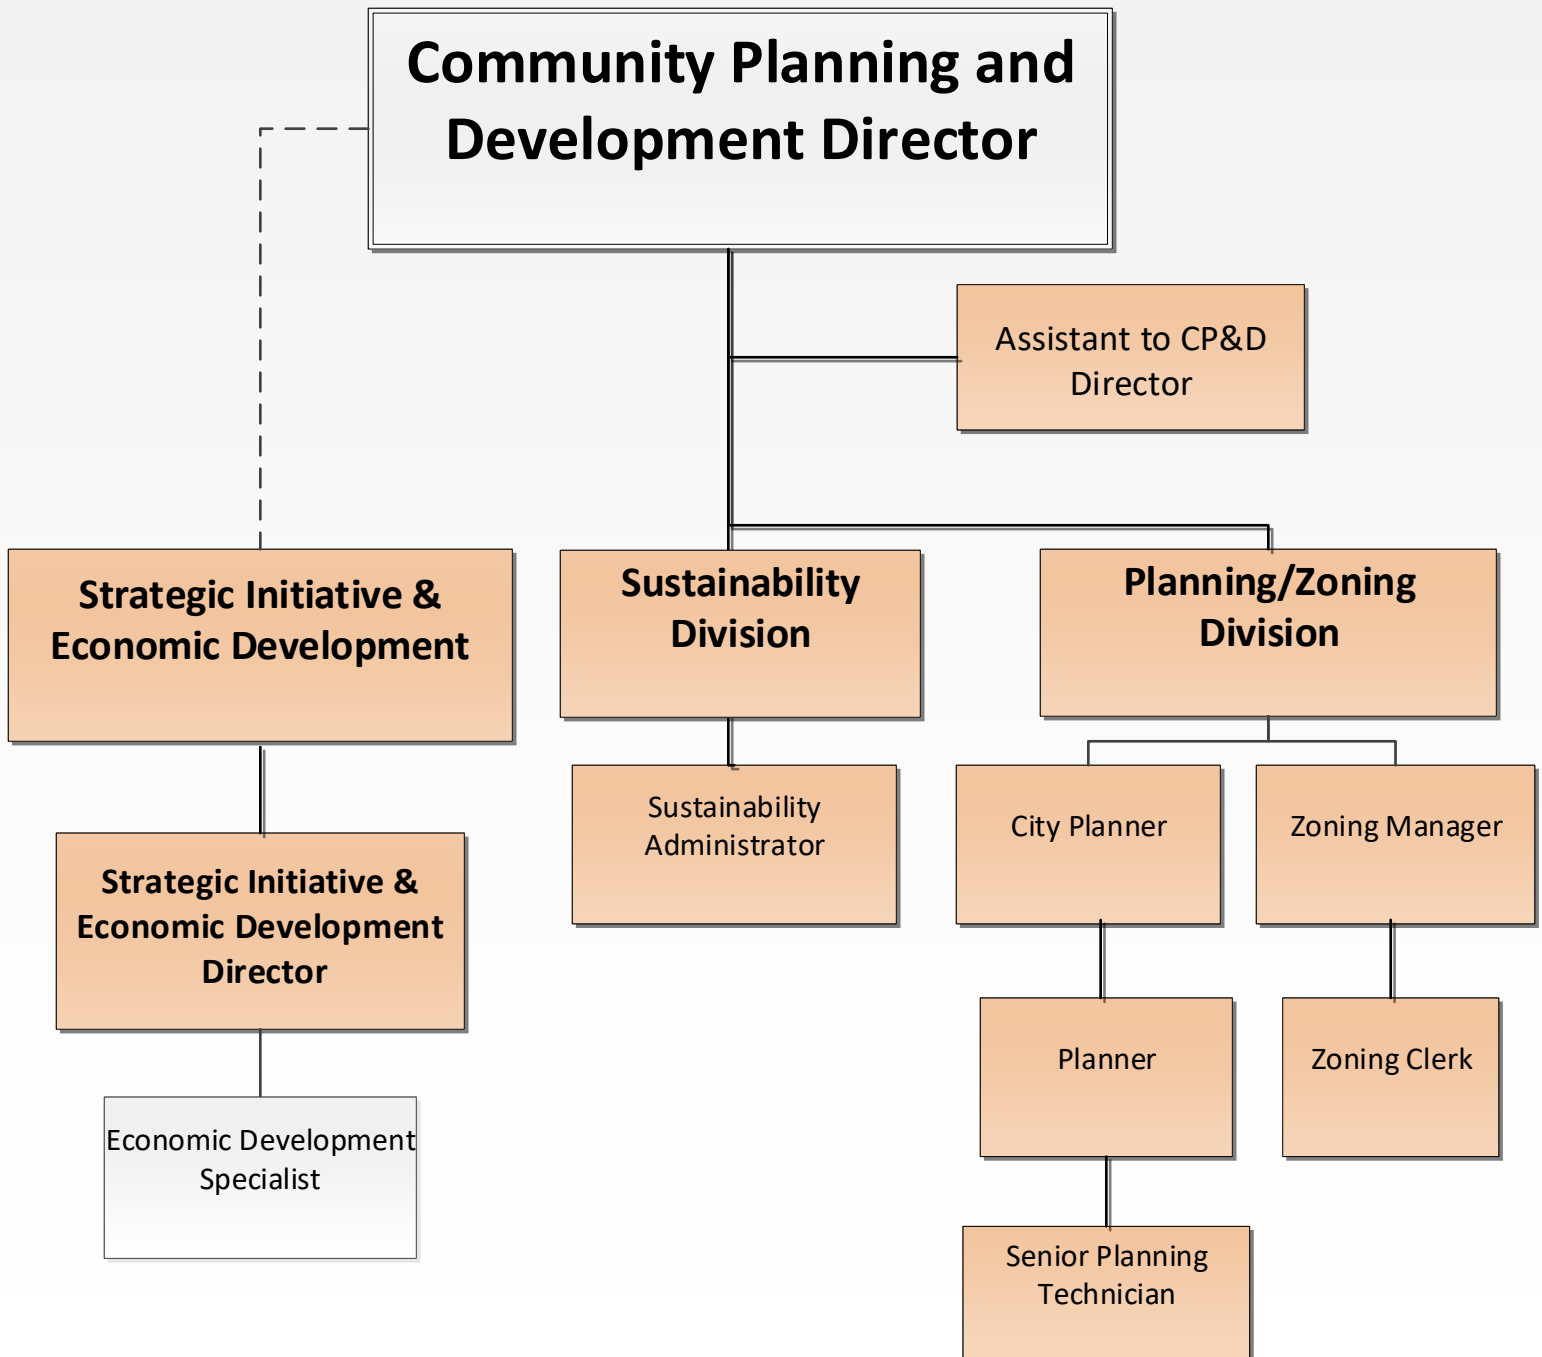 Community Planning and
Development Director
Assistant to CP&D
Director
Strategic Initiative &
Economic Development
Sustainability
Division
Planning/Zoning
Division
Strategic Initiative &
Economic Development
Director
Sustainability
Administrator
City Planner
Zoning Manager
Economic Development
Specialist
Planner
Zoning Clerk
Senior Planning
Technician